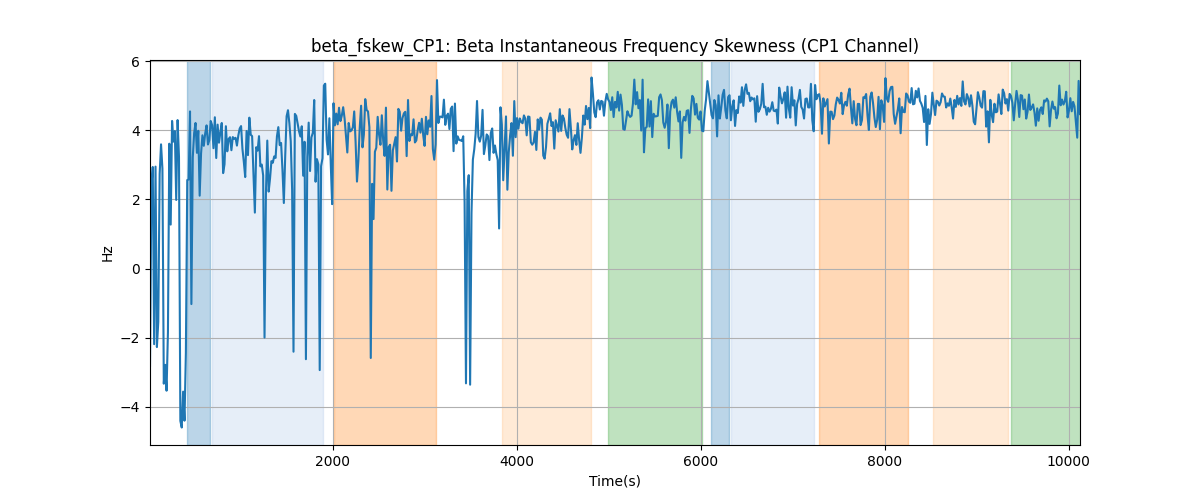 beta_fskew_CP1: Beta Instantaneous Frequency Skewness (CP1 Channel)
6
4
2
0
−2
−4
Hz
2000 4000 6000 8000 10000
Time(s)